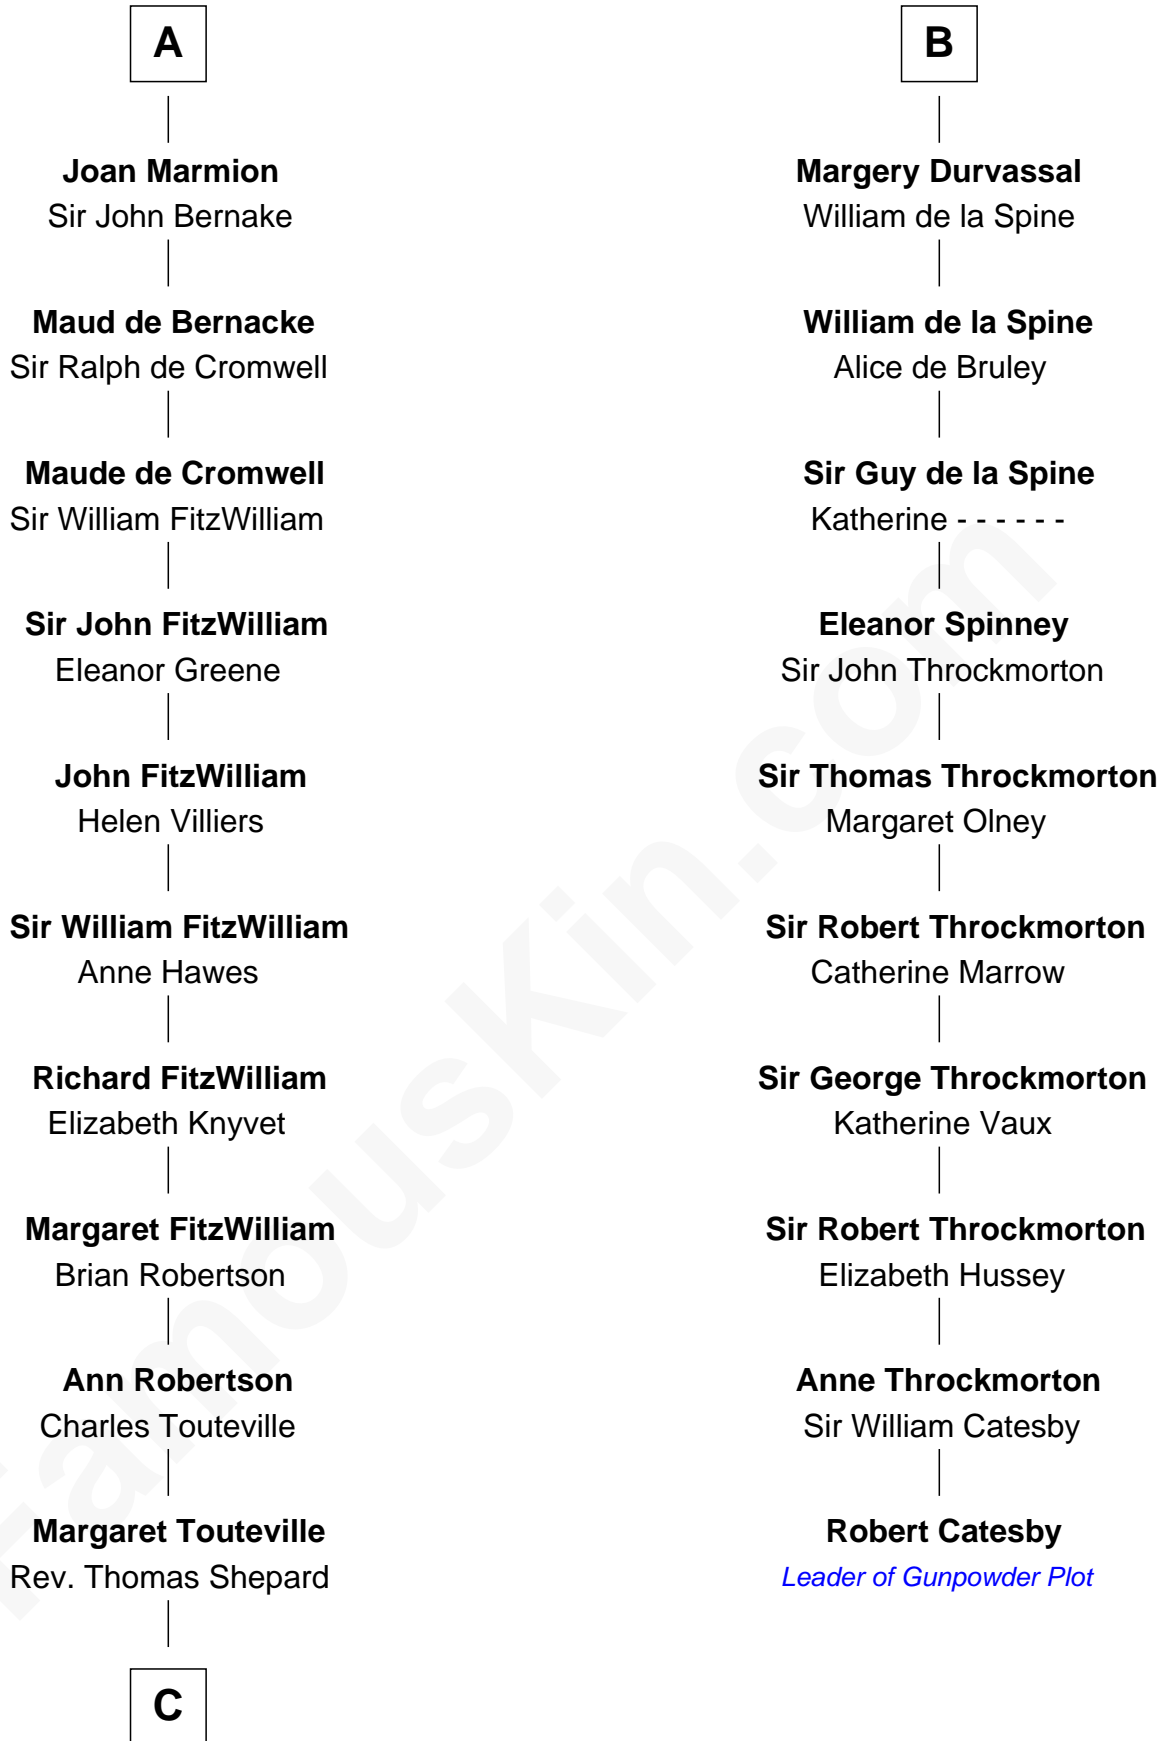 A
Joan Marmion
Sir John Bernake
Maud de Bernacke
Sir Ralph de Cromwell
Maude de Cromwell
Sir William FitzWilliam
Sir John FitzWilliam
Eleanor Greene
John FitzWilliam
Helen Villiers
Sir William FitzWilliam
Anne Hawes
Richard FitzWilliam
Elizabeth Knyvet
Margaret FitzWilliam
Brian Robertson
Ann Robertson
Charles Touteville
Margaret Touteville
Rev. Thomas Shepard
C
B
Margery Durvassal
William de la Spine
William de la Spine
Alice de Bruley
Sir Guy de la Spine
Katherine - - - - - -
Eleanor Spinney
Sir John Throckmorton
Sir Thomas Throckmorton
Margaret Olney
Sir Robert Throckmorton
Catherine Marrow
Sir George Throckmorton
Katherine Vaux
Sir Robert Throckmorton
Elizabeth Hussey
Anne Throckmorton
Sir William Catesby
Robert Catesby
Leader of Gunpowder Plot
FamousKin.com